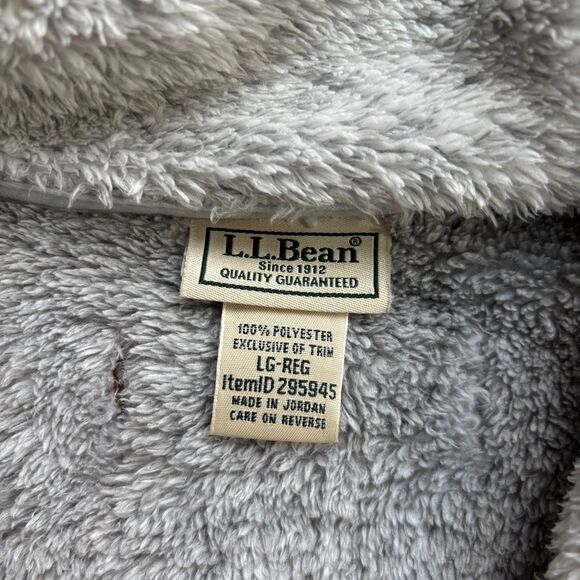 L.L.Bean®
Since 1912
QUALITY GUARANTEED
100% POLYESTER
EXCLUSIVE OF TRIM
LG-REG
ItemID 295945
MADE IN JORDAN
CARE ON REVERSE